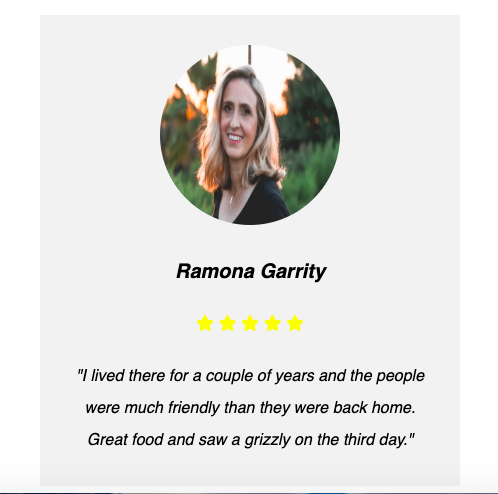 Ramona Garrity
"I lived there for a couple of years and the people
were much friendly than they were back home.
Great food and saw a grizzly on the third day."